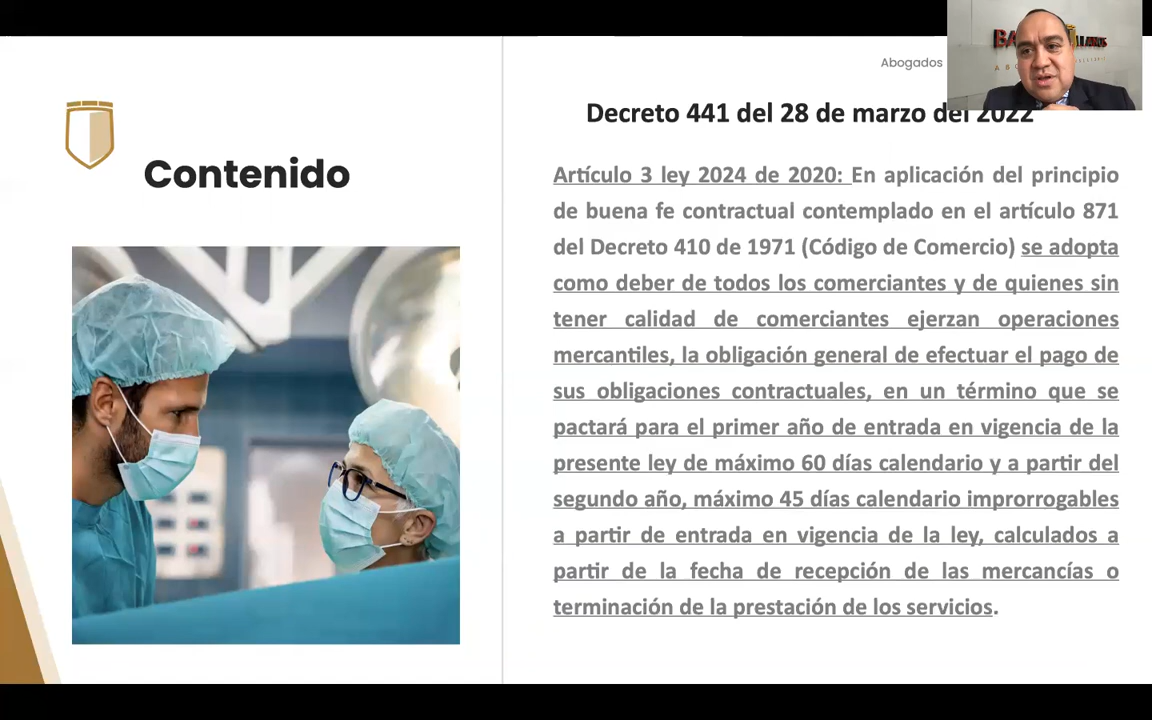 Abogados
Decreto 441 del 28 de marzo del 2022
Contenido
Artículo 3 ley 2024 de 2020: En aplicación del principio
de buena fe contractual contemplado en el artículo 871
del Decreto 410 de 1971 (Código de Comercio) se adopta
como deber de todos los comerciantes y de quienes sin
tener calidad de comerciantes ejerzan operaciones
mercantiles, la obligación general de efectuar el pago de
sus obligaciones contractuales, en un término que se
pactará para el primer año de entrada en vigencia de la
presente ley de máximo 60 días calendario y a partir del
segundo año, máximo 45 días calendario improrrogables
a partir de entrada en vigencia de la ley, calculados a
partir de la fecha de recepción de las mercancías o
terminación de la prestación de los servicios.